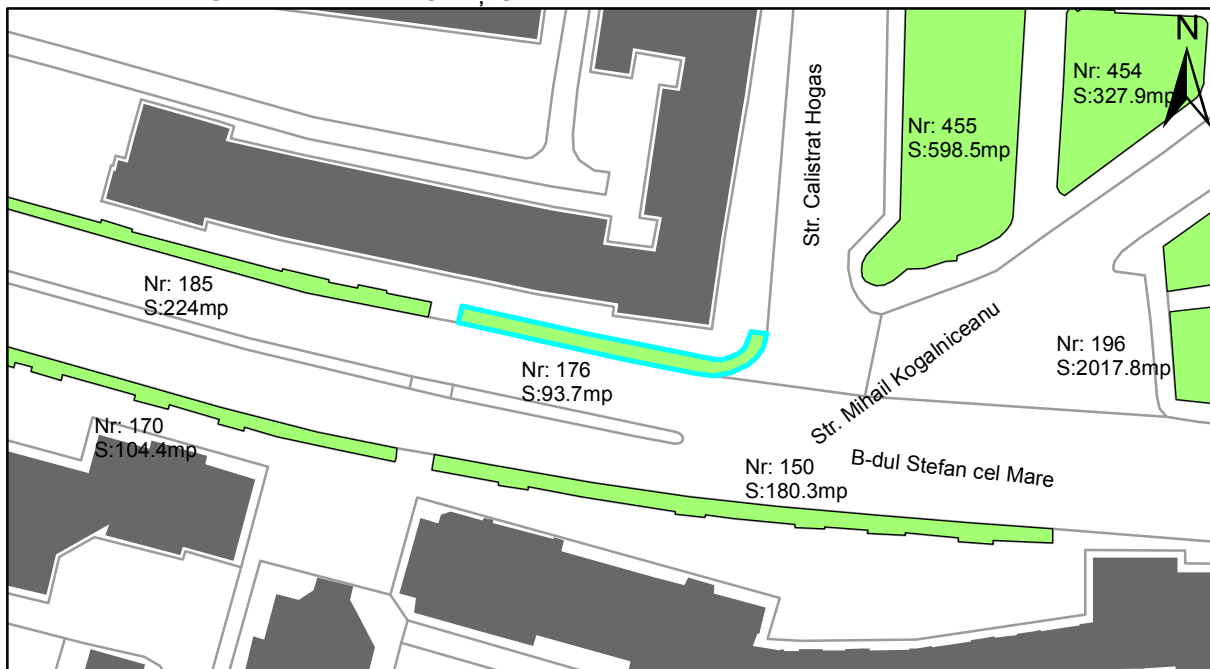 N
Nr: 454
S:327.9mp
Nr: 455
S:598.5mp
Str. Calistrat Hogas
Nr: 185
S:224mp
Nr: 176
S:93.7mp
Nr: 196
S:2017.8mp
Str. Mihail Kogalniceanu
Nr: 170
S:104.4mp
Nr: 150
S:180.3mp
B-dul Stefan cel Mare